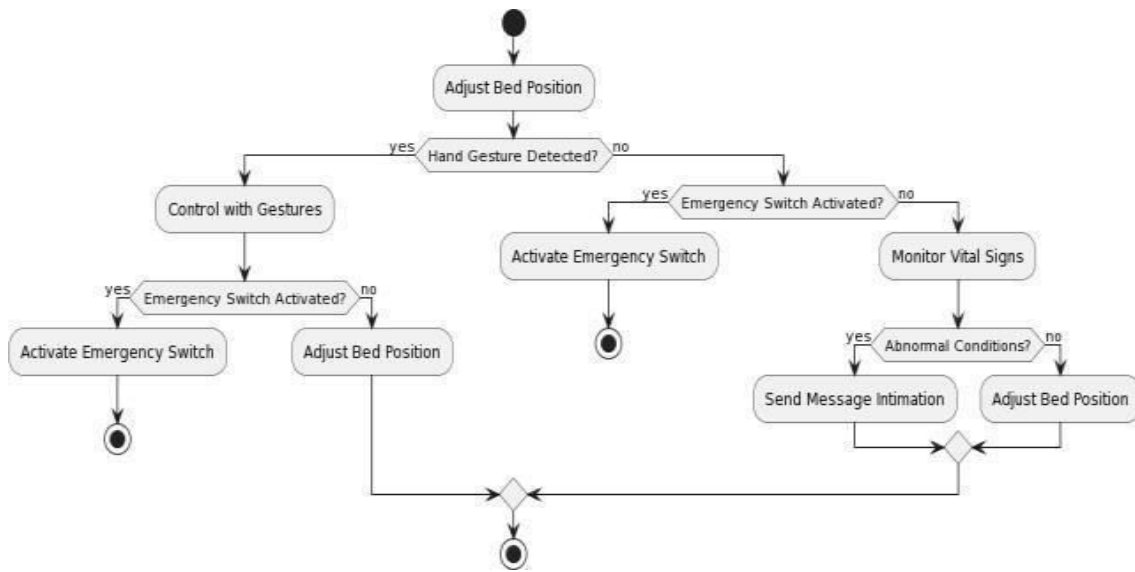 Adjust Bed Position
yes
Hand Gesture Detected?
no
Control with Gestures
yes
Emergency Switch Activated?
no
Activate Emergency Switch
Monitor Vital Signs
yes
Emergency Switch Activated?
no
Activate Emergency Switch
Adjust Bed Position
yes
Abnormal Conditions?
no
Send Message Intimation
Adjust Bed Position